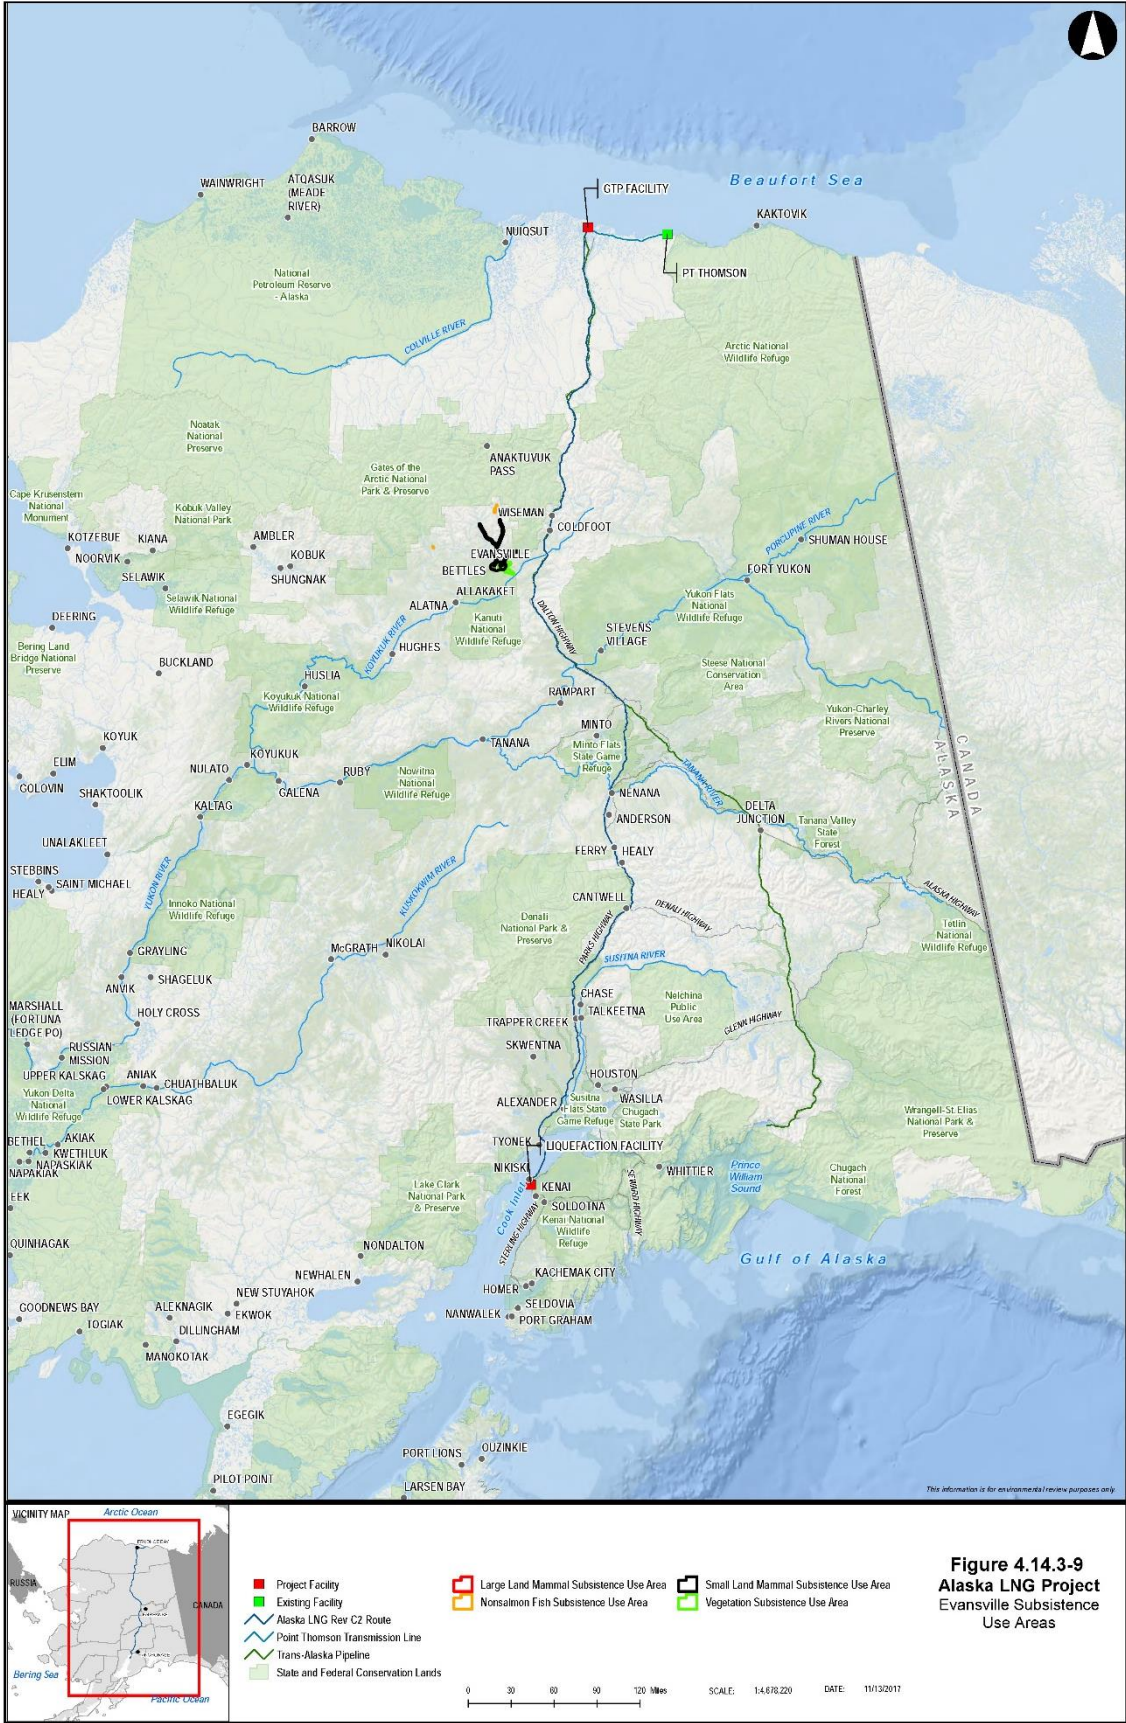 BARROW
WAINWRIGHT
ATQASUK
(MEADE
RIVER)
Beaufort Sea
GTP FACILITY
KAKTOVIK
NUIQSUT
PT THOMSON
National
Petroleum Reserve
- Alaska
COLVILLE RIVER
Arctic National
Wildlife Refuge
Noatak
National
Preserve
ANAKTUVUK
PASS
Gates of the
Arctic National
Park & Preserve
Cape Krusenstern
National
Monument
Kobuk Valley
National Park
WISEMAN
COLDFOOT
KOTZEBUE
KIANA
AMBLER
NOORVIK
KOBUK
SHUNGNAK
EVANSVILLE
BETTLES
PORCUPINE RIVER
SHUMAN HOUSE
SELAWIK
Selawik National
Wildlife Refuge
ALLAKAKET
ALATNA
FORT YUKON
Yukon Flats
National
Wildlife Refuge
Kanuti
National
Wildlife Refuge
DALTON HIGHWAY
DEERING
Bering Land
Bridge National
Preserve
STEVENS
VILLAGE
KOYUKUK RIVER
HUGHES
BUCKLAND
Steese National
Conservation
Area
HUSLIA
Koyukuk National
Wildlife Refuge
RAMPART
Yukon-Charley
Rivers National
Preserve
MINTO
Minto Flats
State Game
Refuge
KOYUK
KOYUKUK
TANANA
CANADA
ALASKA
ELIM
GOLOVIN
NULATO
RUBY
GALENA
Nowitna
National
Wildlife Refuge
TANANA RIVER
SHAKTOOLIK
KALTAG
NENANA
ANDERSON
DELTA
JUNCTION
Tanana Valley
State
Forest
UNALAKLEET
FERRY
HEALY
STEBBINS
SAINT MICHAEL
HEALY
YUKON RIVER
KUSKOKWIM RIVER
ALASKA HIGHWAY
Innoko National
Wildlife Refuge
CANTWELL
DENALI HIGHWAY
Denali
National Park &
Preserve
PARKS HIGHWAY
Tetlin
National
Wildlife Refuge
GRAYLING
McGRATH
NIKOLAI
SUSITNA RIVER
ANVIK
SHAGELUK
CHASE
TALKEETNA
TRAPPER CREEK
Nelchina
Public
Use Area
GLENN HIGHWAY
MARSHALL
(FORTUNA
LEDGE PO)
HOLY CROSS
RUSSIAN
MISSION
SKWENTNA
UPPER KALSKAG
ANIAK
CHUATHBALUK
LOWER KALSKAG
HOUSTON
WASILLA
Yukon Delta
National
Wildlife Refuge
ALEXANDER
Susitna
Flats State
Game Refuge
Chugach
State Park
Wrangell-St. Elias
National Park &
Preserve
BETHEL
AKIAK
KWETHLUK
NAPASKIAK
NAPAKIAK
TYONEK
LIQUEFACTION FACILITY
NIKISKI
KENAI
WHITTIER
Prince
William
Sound
Chugach
National
Forest
EEK
Lake Clark
National Park
& Preserve
Cook Inlet
SOLDOTNA
Kenai National
Wildlife
Refuge
STERLING HIGHWAY
SEWARD HIGHWAY
QUINHAGAK
NONDALTON
Gulf of Alaska
NEWHALEN
KACHEMAK CITY
HOMER
NEW STUYAHOK
GOODNEWS BAY
ALEKNAGIK
EKWOK
SELDOVIA
NANWALEK
PORT GRAHAM
TOGIAK
DILLINGHAM
MANOKOTAK
EGEGIK
PORT LIONS
OUZINKIE
PILOT POINT
LARSEN BAY
This information is for environmental review purposes only.
VICINITY MAP
Arctic Ocean
RUSSIA
CANADA
Bering Sea
Pacific Ocean
Project Facility
Existing Facility
Alaska LNG Rev C2 Route
Point Thomson Transmission Line
Trans-Alaska Pipeline
State and Federal Conservation Lands
Large Land Mammal Subsistence Use Area
Nonsalmon Fish Subsistence Use Area
Small Land Mammal Subsistence Use Area
Vegetation Subsistence Use Area
0 30 60 90 120 Miles
SCALE: 1:4,678,220
DATE: 11/13/2017
Figure 4.14.3-9
Alaska LNG Project
Evansville Subsistence
Use Areas